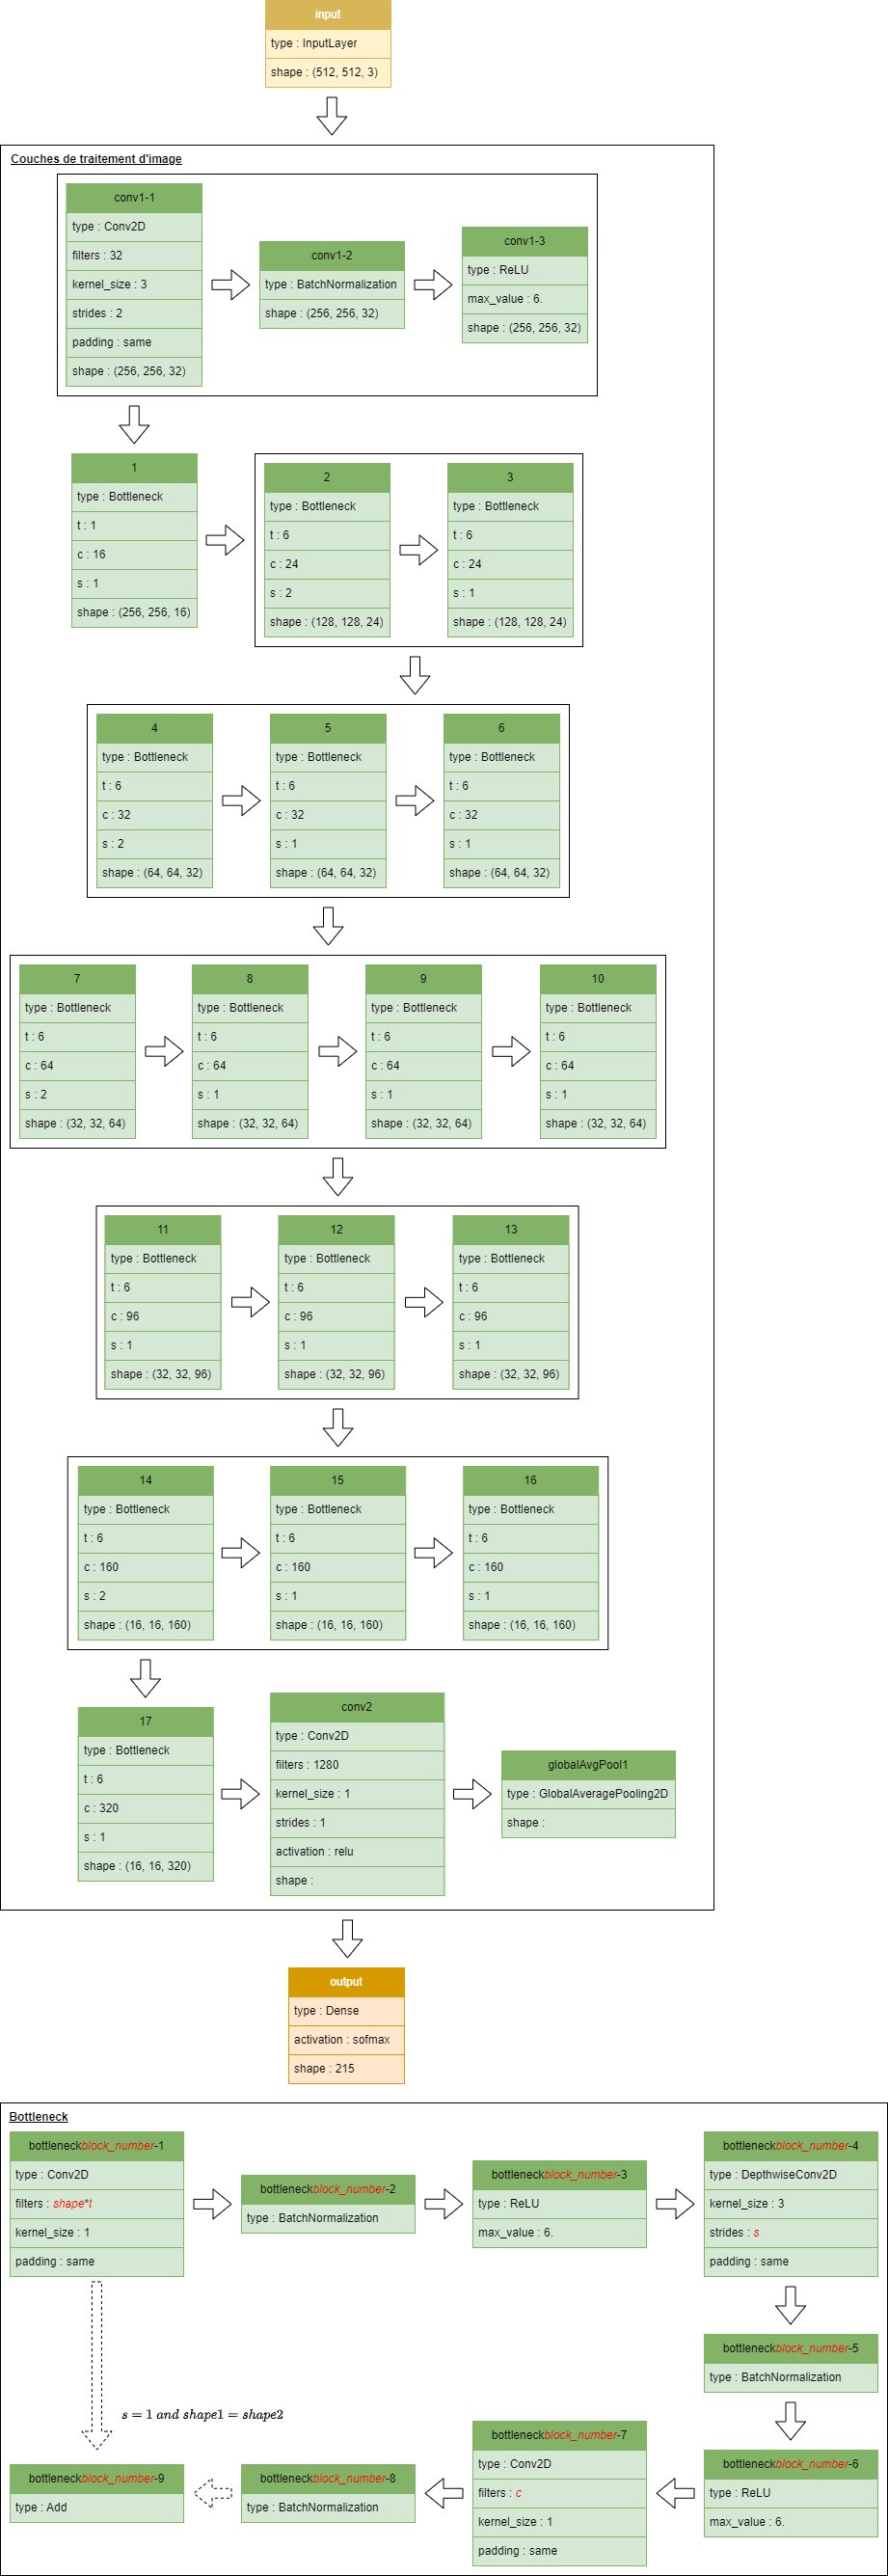 input
type : InputLayer
shape : (512, 512, 3)
Couches de traitement d'image
conv1-1
type : Conv2D
filters : 32
kernel_size : 3
strides : 2
padding : same
shape : (256, 256, 32)
conv1-2
type : BatchNormalization
shape : (256, 256, 32)
conv1-3
type : ReLU
max_value : 6.
shape : (256, 256, 32)
1
type : Bottleneck
t : 1
c : 16
s : 1
shape : (256, 256, 16)
2
type : Bottleneck
t : 6
c : 24
s : 2
shape : (128, 128, 24)
3
type : Bottleneck
t : 6
c : 24
s : 1
shape : (128, 128, 24)
4
type : Bottleneck
t : 6
c : 32
s : 2
shape : (64, 64, 32)
5
type : Bottleneck
t : 6
c : 32
s : 1
shape : (64, 64, 32)
6
type : Bottleneck
t : 6
c : 32
s : 1
shape : (64, 64, 32)
7
type : Bottleneck
t : 6
c : 64
s : 2
shape : (32, 32, 64)
8
type : Bottleneck
t : 6
c : 64
s : 1
shape : (32, 32, 64)
9
type : Bottleneck
t : 6
c : 64
s : 1
shape : (32, 32, 64)
10
type : Bottleneck
t : 6
c : 64
s : 1
shape : (32, 32, 64)
11
type : Bottleneck
t : 6
c : 96
s : 1
shape : (32, 32, 96)
12
type : Bottleneck
t : 6
c : 96
s : 1
shape : (32, 32, 96)
13
type : Bottleneck
t : 6
c : 96
s : 1
shape : (32, 32, 96)
14
type : Bottleneck
t : 6
c : 160
s : 2
shape : (16, 16, 160)
15
type : Bottleneck
t : 6
c : 160
s : 1
shape : (16, 16, 160)
16
type : Bottleneck
t : 6
c : 160
s : 1
shape : (16, 16, 160)
17
type : Bottleneck
t : 6
c : 320
s : 1
shape : (16, 16, 320)
conv2
type : Conv2D
filters : 1280
kernel_size : 1
strides : 1
activation : relu
shape :
globalAvgPool1
type : GlobalAveragePooling2D
shape :
output
type : Dense
activation : sofmax
shape : 215
Bottleneck
bottleneckblock_number-1
type : Conv2D
filters : shape*t
kernel_size : 1
padding : same
bottleneckblock_number-2
type : BatchNormalization
bottleneckblock_number-3
type : ReLU
max_value : 6.
bottleneckblock_number-4
type : DepthwiseConv2D
kernel_size : 3
strides : s
padding : same
bottleneckblock_number-5
type : BatchNormalization
bottleneckblock_number-6
type : ReLU
max_value : 6.
bottleneckblock_number-7
type : Conv2D
filters : c
kernel_size : 1
padding : same
bottleneckblock_number-8
type : BatchNormalization
s = 1 and shape1 = shape2
bottleneckblock_number-9
type : Add